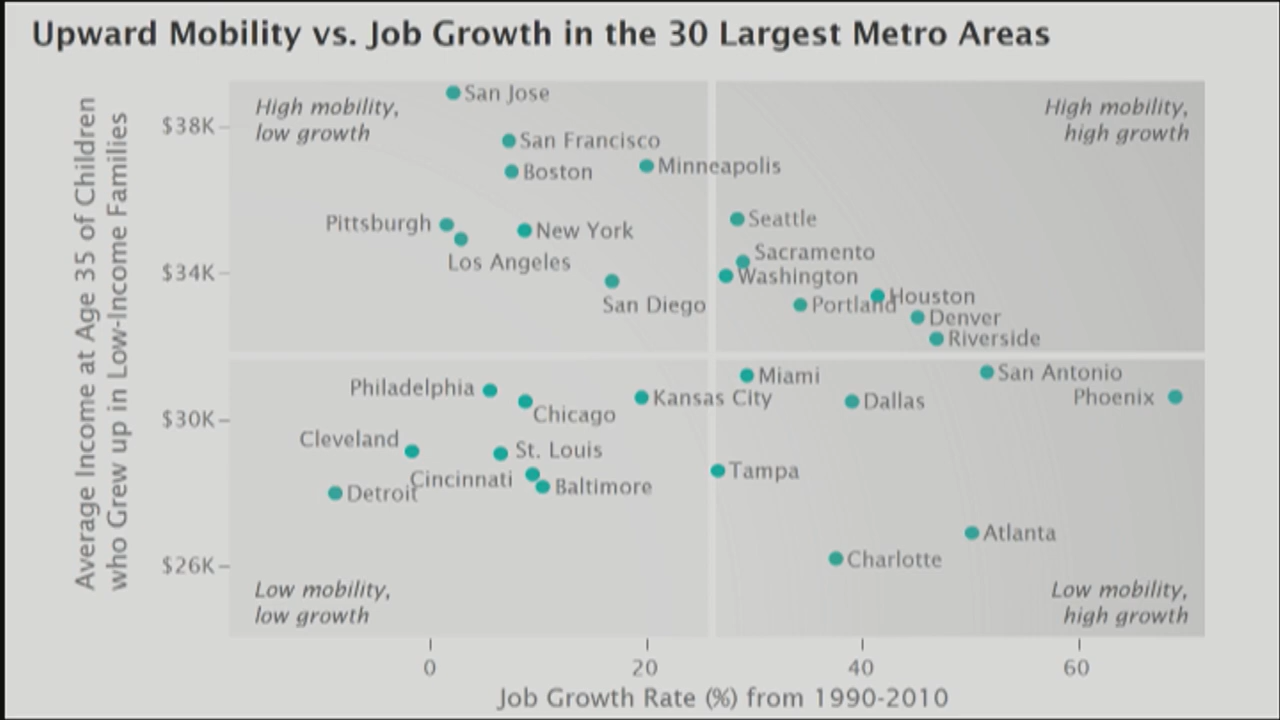 Upward Mobility vs. Job Growth in the 30 Largest Metro Areas
Average Income at Age 35 of Children
who Grew up in Low-Income Families
$38K
$34K
$30K
$26K
High mobility,
low growth
High mobility,
high growth
San Jose
San Francisco
Boston
Minneapolis
Pittsburgh
New York
Los Angeles
San Diego
Seattle
Sacramento
Washington
Portland
Houston
Denver
Riverside
Philadelphia
Chicago
Kansas City
Miami
Dallas
San Antonio
Phoenix
Cleveland
St. Louis
Cincinnati
Baltimore
Detroit
Tampa
Atlanta
Charlotte
Low mobility,
low growth
Low mobility,
high growth
0
20
40
60
Job Growth Rate (%) from 1990-2010